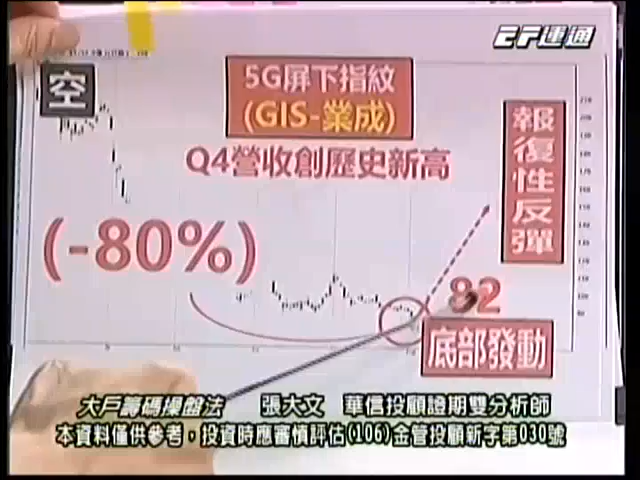 EF運通
空
5G屏下指紋
(GIS-業成)
Q4營收創歷史新高
報復性反彈
(-80%)
82
底部發動
大戶籌碼操盤法 張大文 華信投顧證期雙分析師
本資料僅供參考，投資時應審慎評估(106)金管投顧新字第030號